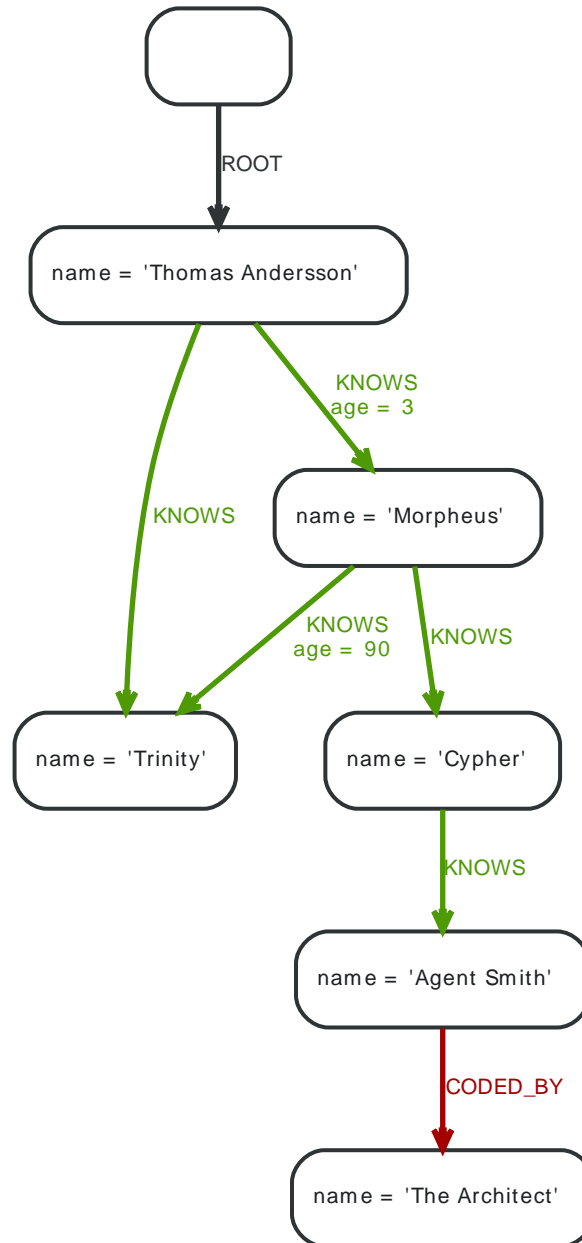 ROOT
name = 'Thomas Andersson'
KNOWS
age = 3
KNOWS
name = 'Morpheus'
KNOWS
age = 90
KNOWS
name = 'Trinity'
name = 'Cypher'
KNOWS
name = 'Agent Smith'
CODED_BY
name = 'The Architect'